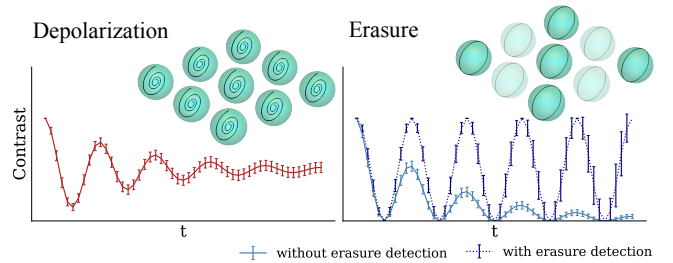 Depolarization
Erasure
Contrast
t
t
without erasure detection
with erasure detection